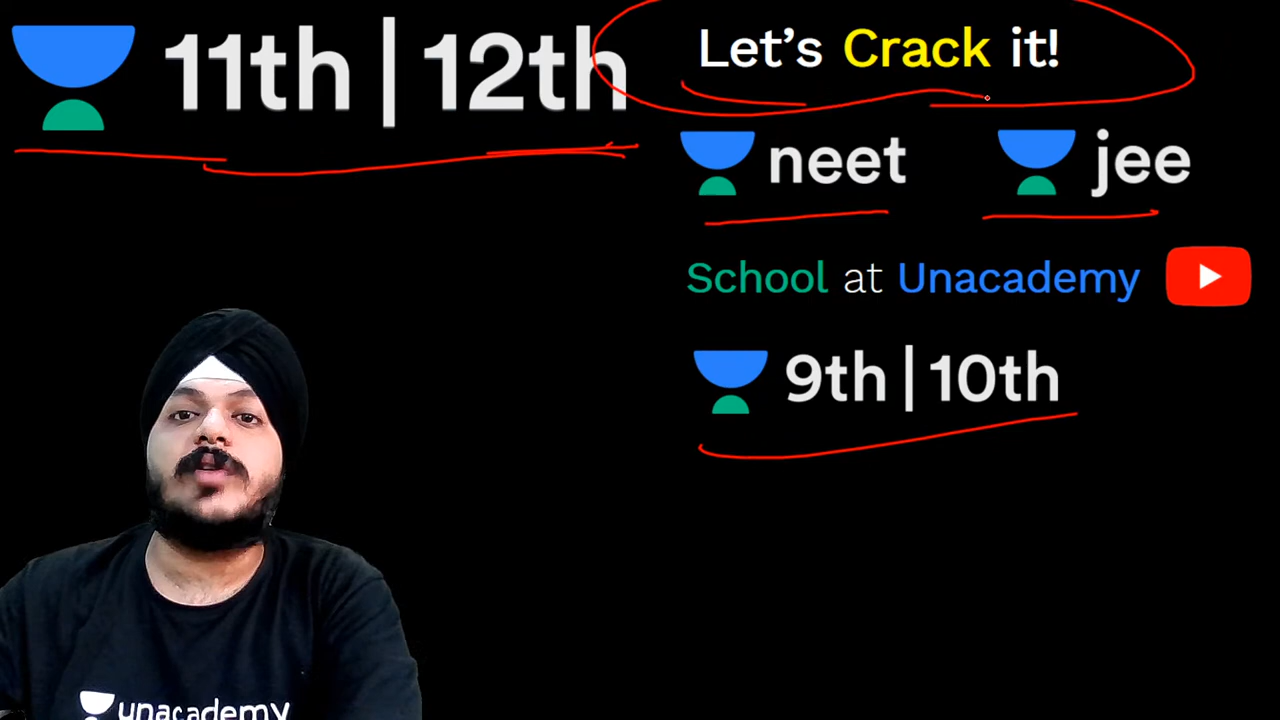 11th | 12th
Let's Crack it!
neet
jee
School at Unacademy
9th | 10th
unacademy